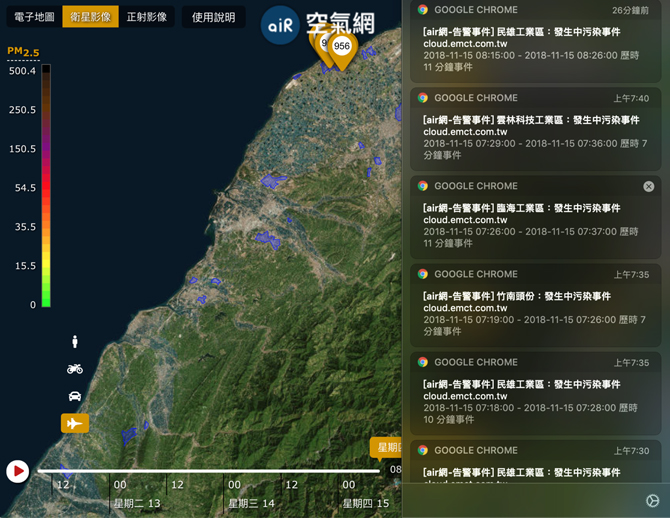 電子地圖
衛星影像
正射影像
使用說明
aiR 空氣網
PM2.5
500.4
250.5
150.5
54.5
35.5
15.5
0
956
12
00
12
00
12
00
星期二 13
星期三 14
星期四 15
08
GOOGLE CHROME
26分鐘前
[air網-告警事件] 民雄工業區：發生中污染事件
cloud.emct.com.tw
2018-11-15 08:15:00 - 2018-11-15 08:26:00 歷時
11 分鐘事件
GOOGLE CHROME
上午7:40
[air網-告警事件] 雲林科技工業區：發生中污染事件
cloud.emct.com.tw
2018-11-15 07:29:00 - 2018-11-15 07:36:00 歷時 7
分鐘事件
GOOGLE CHROME
[air網-告警事件] 臨海工業區：發生中污染事件
cloud.emct.com.tw
2018-11-15 07:26:00 - 2018-11-15 07:37:00 歷時
11 分鐘事件
GOOGLE CHROME
上午7:35
[air網-告警事件] 竹南頭份：發生中污染事件
cloud.emct.com.tw
2018-11-15 07:19:00 - 2018-11-15 07:26:00 歷時 7
分鐘事件
GOOGLE CHROME
上午7:35
[air網-告警事件] 民雄工業區：發生中污染事件
cloud.emct.com.tw
2018-11-15 07:18:00 - 2018-11-15 07:28:00 歷時
10 分鐘事件
GOOGLE CHROME
上午7:30
[air網-告警事件] 民雄工業區：發生中污染事件